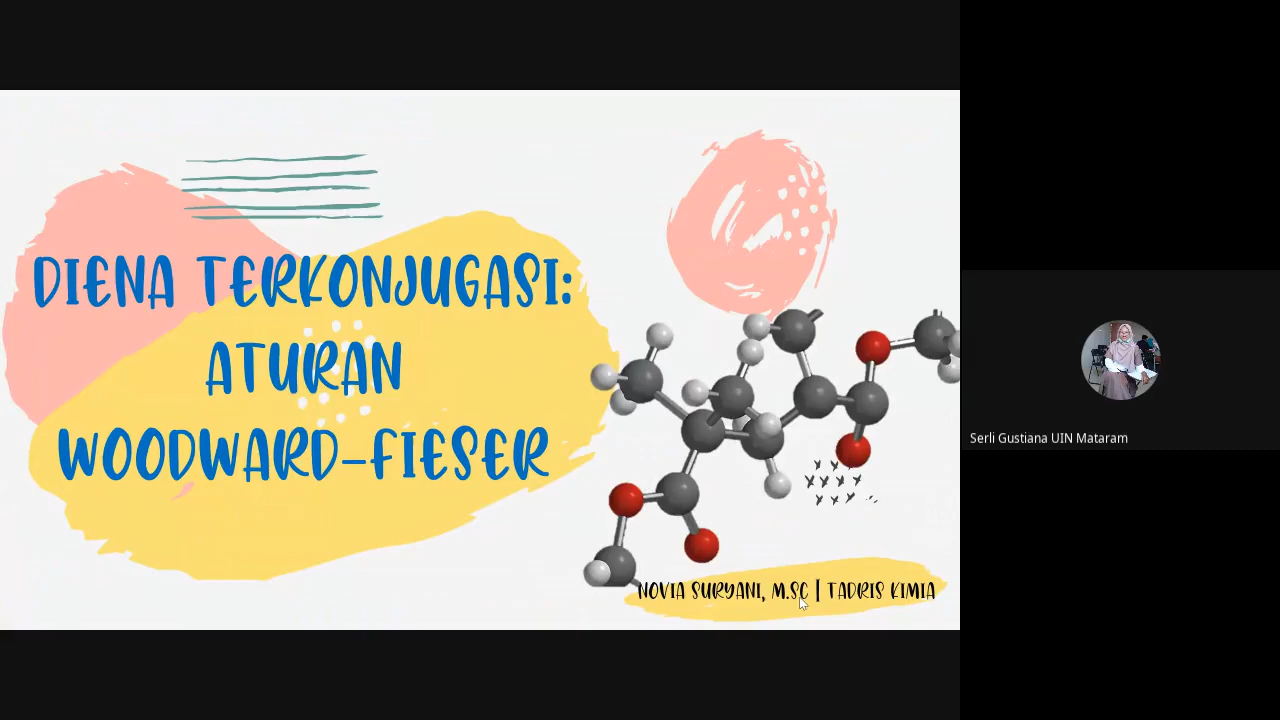 DIENA TERKONJUGASI:
ATURAN
WOODWARD-FIESER
NOVIA SURYANI, M.SC | TADRIS KIMIA
Serli Gustiana UIN Mataram